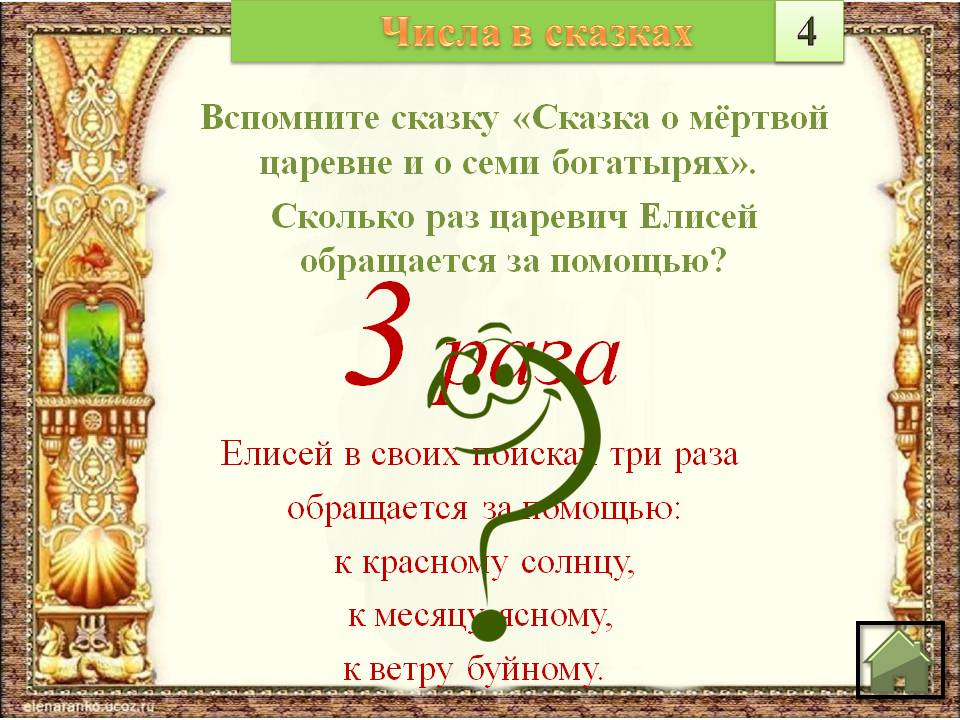 Числа в сказках
4
Вспомните сказку «Сказка о мёртвой
царевне и о семи богатырях».
Сколько раз царевич Елисей
обращается за помощью?
3 раза
Елисей в своих поисках три раза
обращается за помощью:
к красному солнцу,
к месяцу ясному,
к ветру буйному.
elenaranko.ucoz.ru